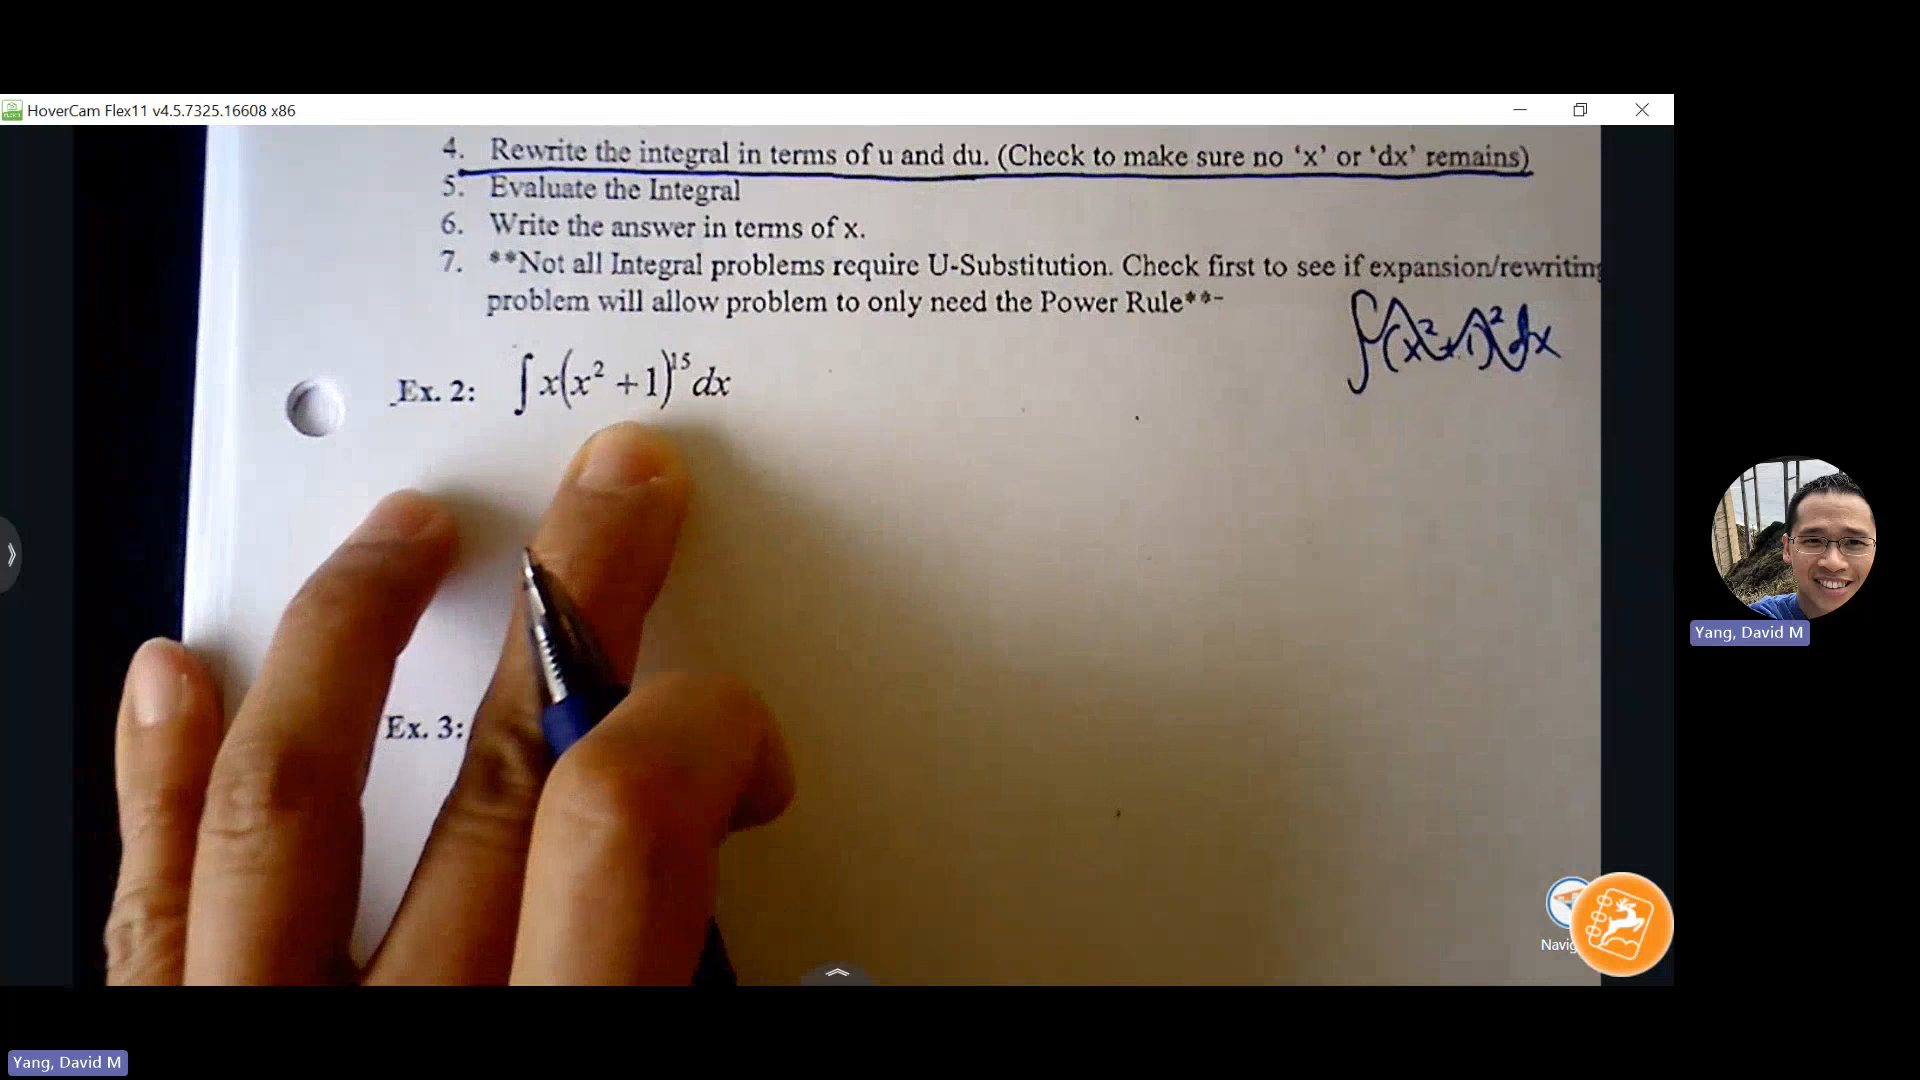 HoverCam Flex11 v4.5.7325.16608 x86
4. Rewrite the integral in terms of u and du. (Check to make sure no ‘x’ or ‘dx’ remains)
5. Evaluate the Integral
6. Write the answer in terms of x.
7. **Not all Integral problems require U-Substitution. Check first to see if expansion/rewriting
problem will allow problem to only need the Power Rule**-
∫(x²+1)²dx
Ex. 2: ∫x(x² +1)¹⁵dx
Ex. 3:
Yang, David M
Yang, David M